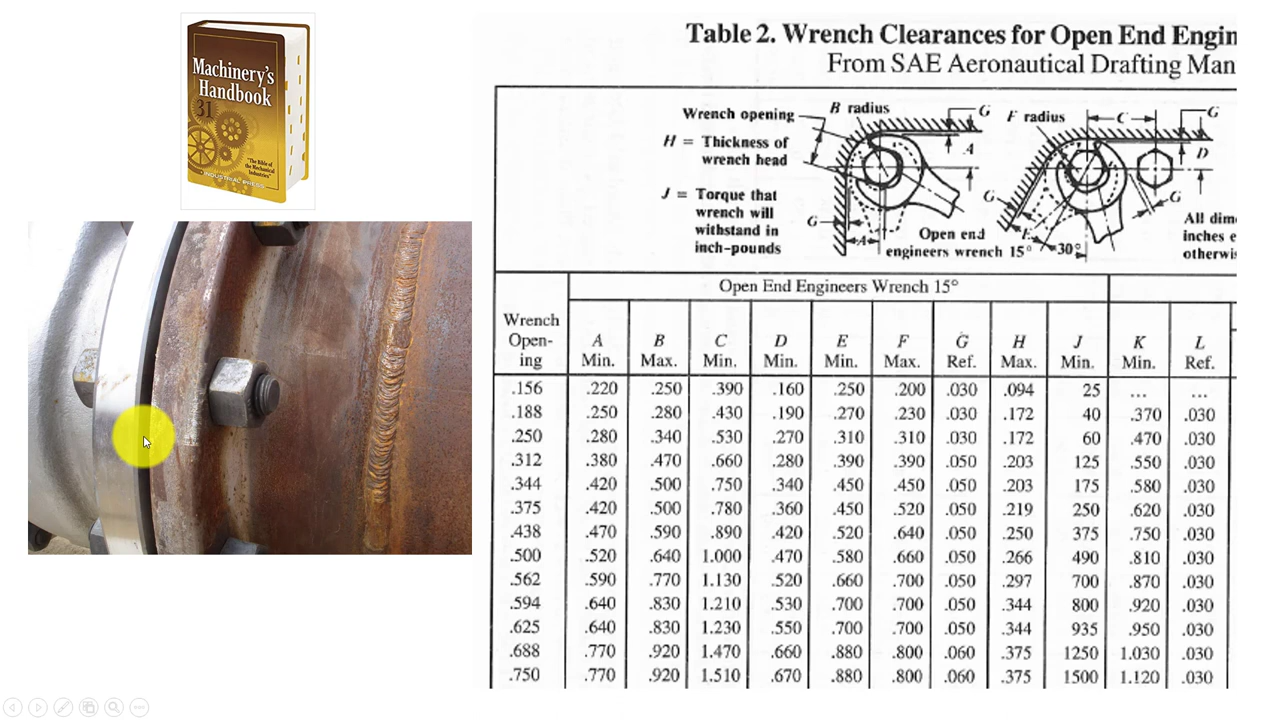 Machinery's
Handbook
31
"The Bible of
the Mechanical
Industries"
INDUSTRIAL PRESS
Table 2. Wrench Clearances for Open End Engin
From SAE Aeronautical Drafting Man
Wrench opening
H = Thickness of
wrench head
J = Torque that
wrench will
withstand in
inch-pounds
B radius
G
A
G
A
Open end
engineers wrench 15°
F radius
C
G
D
G
G
E
30°
All dim
inches e
otherwis
Open End Engineers Wrench 15°
Wrench
Open-
ing
A B C D E F G H J K L
Min. Max. Min. Min. Min. Max. Ref. Max. Min. Min. Ref.
.156 .220 .250 .390 .160 .250 .200 .030 .094 25 ... ...
.188 .250 .280 .430 .190 .270 .230 .030 .172 40 .370 .030
.250 .280 .340 .530 .270 .310 .310 .030 .172 60 .470 .030
.312 .380 .470 .660 .280 .390 .390 .050 .203 125 .550 .030
.344 .420 .500 .750 .340 .450 .450 .050 .203 175 .580 .030
.375 .420 .500 .780 .360 .450 .520 .050 .219 250 .620 .030
.438 .470 .590 .890 .420 .520 .640 .050 .250 375 .750 .030
.500 .520 .640 1.000 .470 .580 .660 .050 .266 490 .810 .030
.562 .590 .770 1.130 .520 .660 .700 .050 .297 700 .870 .030
.594 .640 .830 1.210 .530 .700 .700 .050 .344 800 .920 .030
.625 .640 .830 1.230 .550 .700 .700 .050 .344 935 .950 .030
.688 .770 .920 1.470 .660 .880 .800 .060 .375 1250 1.030 .030
.750 .770 .920 1.510 .670 .880 .800 .060 .375 1500 1.120 .030